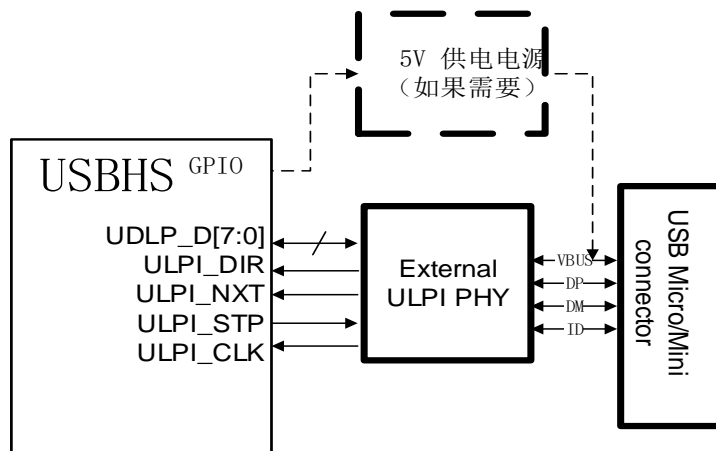 5V 供电电源
（如果需要）
USBHS
GPIO
UDLP_D[7:0]
ULPI_DIR
ULPI_NXT
ULPI_STP
ULPI_CLK
External
ULPI PHY
VBUS
DP
DM
ID
USB Micro/Mini
connector